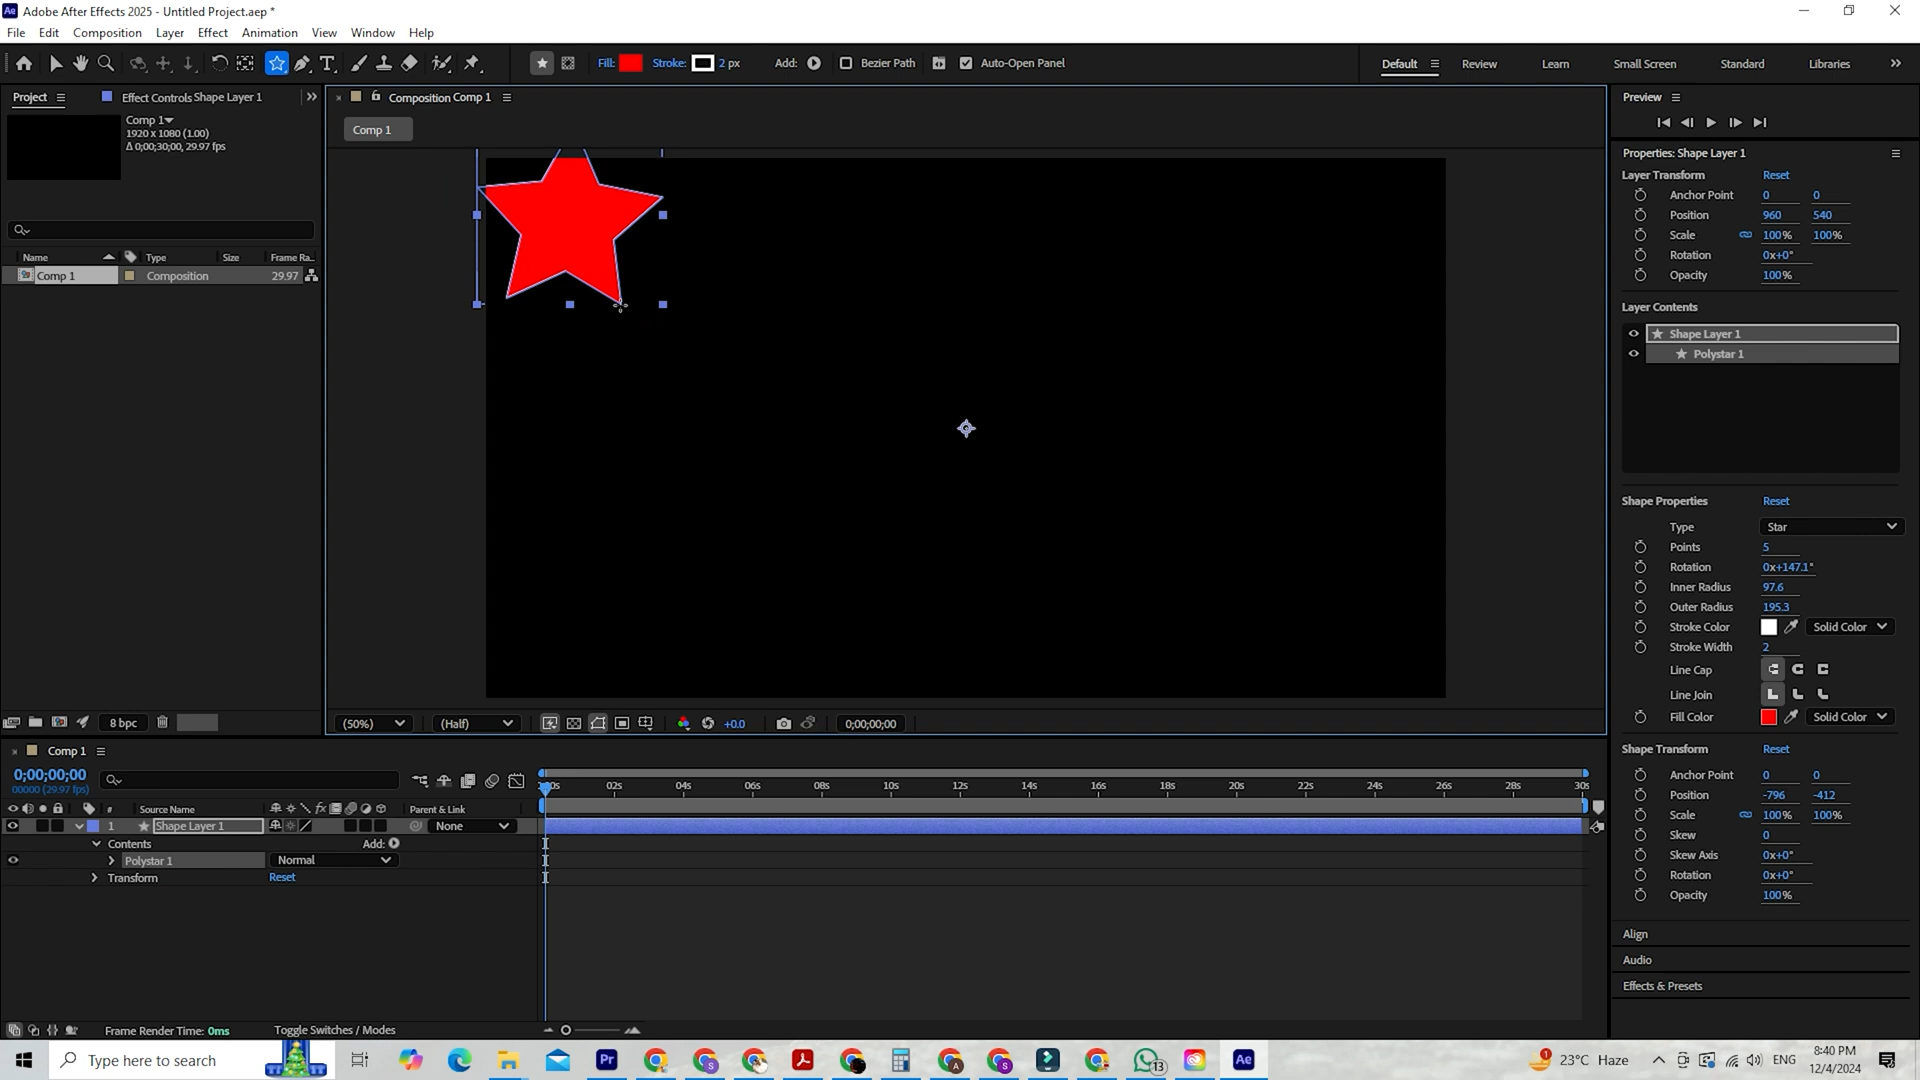 Ae Adobe After Effects 2025 - Untitled Project.aep *
File Edit Composition Layer Effect Animation View Window Help
Fill: Stroke: 2 px Add: Bezier Path Auto-Open Panel Default Review Learn Small Screen Standard Libraries
Project Effect Controls Shape Layer 1
Composition Comp 1
Comp 1
1920 x 1080 (1.00)
Δ 0;00;30;00, 29.97 fps
Comp 1
Name Type Size Frame Ra...
Comp 1 Composition 29.97
8 bpc
(50%) (Half) +0.0 0;00;00;00
Preview
Properties: Shape Layer 1
Layer Transform Reset
Anchor Point 0 0
Position 960 540
Scale 100% 100%
Rotation 0x+0°
Opacity 100%
Layer Contents
Shape Layer 1
Polystar 1
Shape Properties Reset
Type Star
Points 5
Rotation 0x+147.1°
Inner Radius 97.6
Outer Radius 195.3
Stroke Color Solid Color
Stroke Width 2
Line Cap
Line Join
Fill Color Solid Color
Shape Transform Reset
Anchor Point 0 0
Position -796 -412
Scale 100% 100%
Skew 0
Skew Axis 0x+0°
Rotation 0x+0°
Opacity 100%
Align
Audio
Effects & Presets
Comp 1
0;00;00;00
00000 (29.97 fps)
02s 04s 06s 08s 10s 12s 14s 16s 18s 20s 22s 24s 26s 28s 30s
# Source Name fx Parent & Link
1 Shape Layer 1 None
Contents Add:
Polystar 1 Normal
Transform Reset
Frame Render Time: 0ms Toggle Switches / Modes
Type here to search
Pr S A S 13 Ae
1 23°C Haze ENG 8:40 PM
12/4/2024